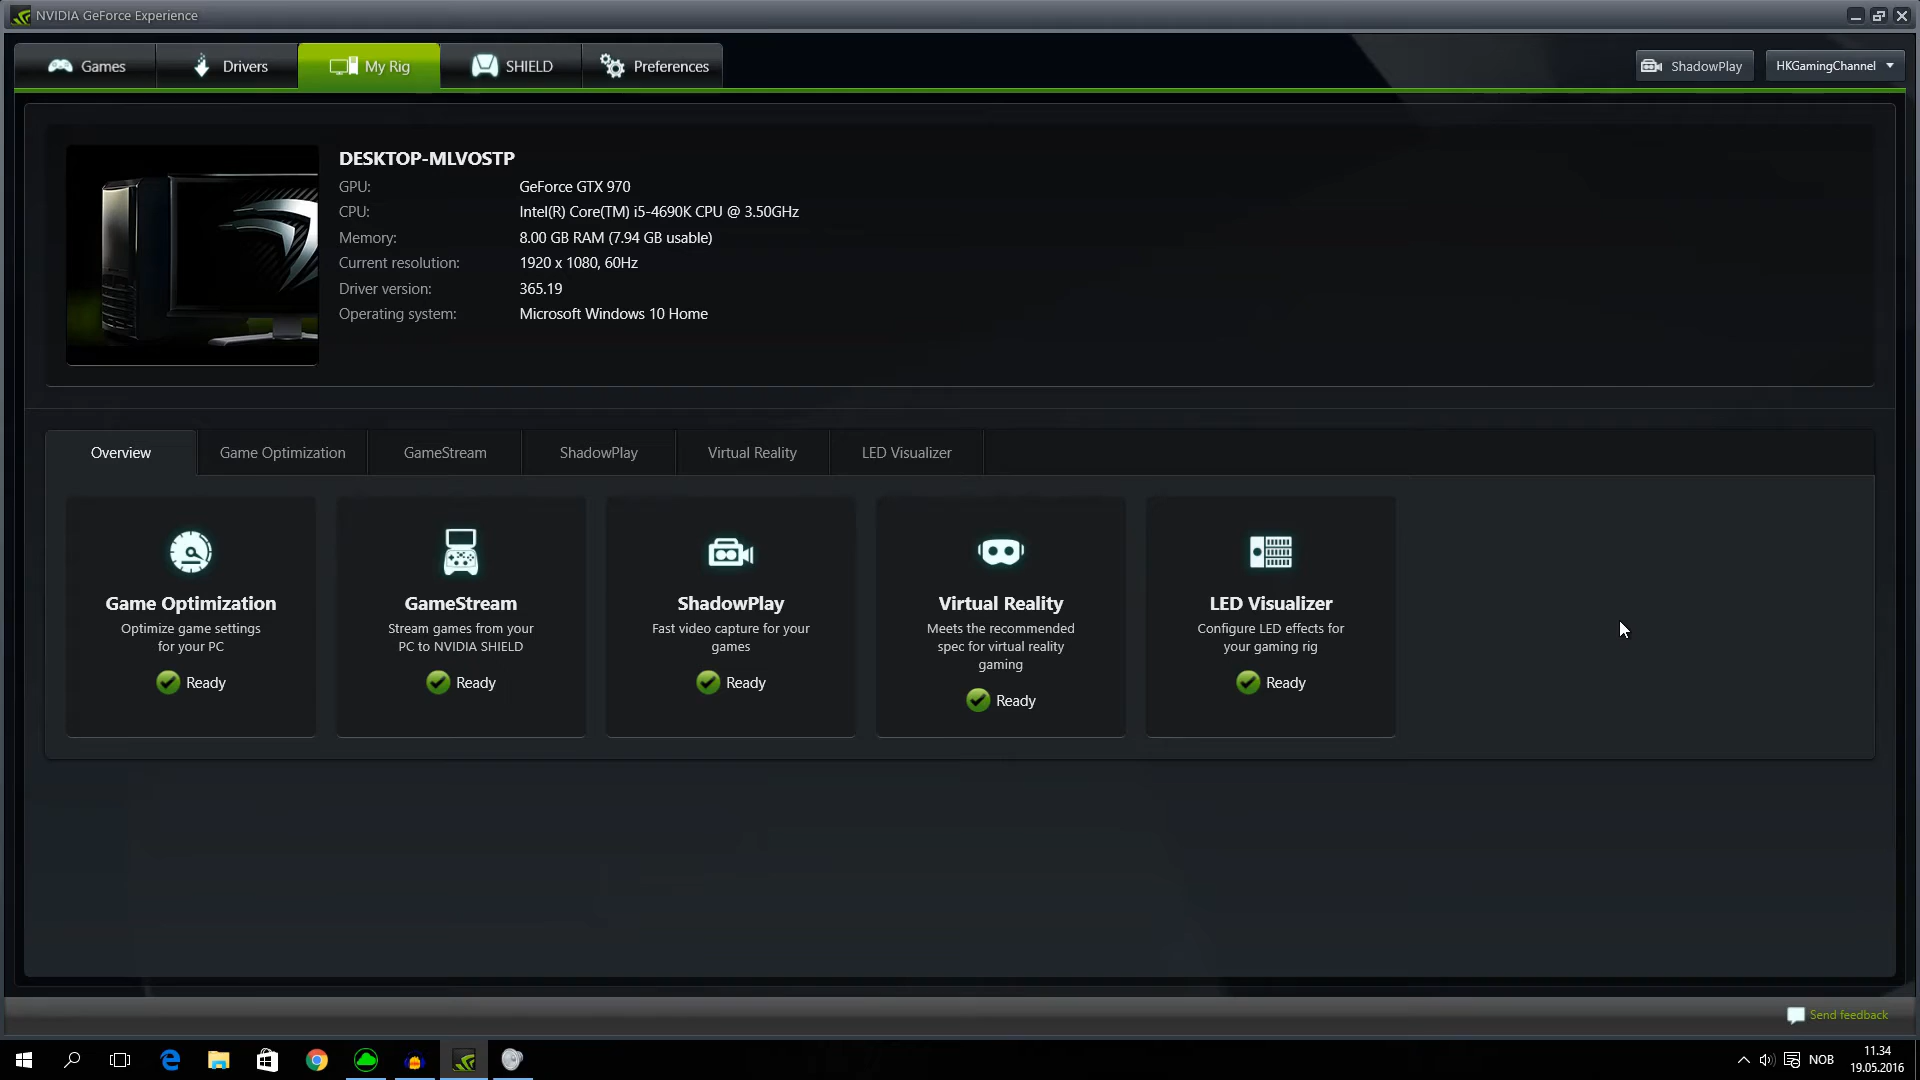 NVIDIA GeForce Experience
Games
Drivers
My Rig
SHIELD
Preferences
ShadowPlay
HKGamingChannel
DESKTOP-MLVOSTP
GPU: GeForce GTX 970
CPU: Intel(R) Core(TM) i5-4690K CPU @ 3.50GHz
Memory: 8.00 GB RAM (7.94 GB usable)
Current resolution: 1920 x 1080, 60Hz
Driver version: 365.19
Operating system: Microsoft Windows 10 Home
Overview
Game Optimization
GameStream
ShadowPlay
Virtual Reality
LED Visualizer
Game Optimization
Optimize game settings
for your PC
Ready
GameStream
Stream games from your
PC to NVIDIA SHIELD
Ready
ShadowPlay
Fast video capture for your
games
Ready
Virtual Reality
Meets the recommended
spec for virtual reality
gaming
Ready
LED Visualizer
Configure LED effects for
your gaming rig
Ready
Send feedback
NOB
11.34
19.05.2016